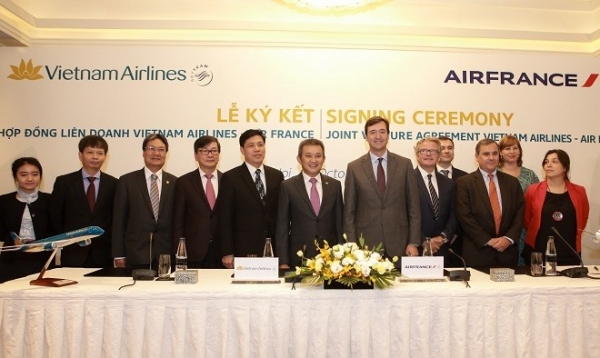 Vietnam Airlines
SKYTEAM
AIRFRANCE
LỄ KÝ KẾT
SIGNING CEREMONY
HỢP ĐỒNG LIÊN DOANH VIETNAM AIRLINES AIR FRANCE
JOINT VENTURE AGREEMENT VIETNAM AIRLINES - AIR
Vietnam Airlines
AIRFRANCE